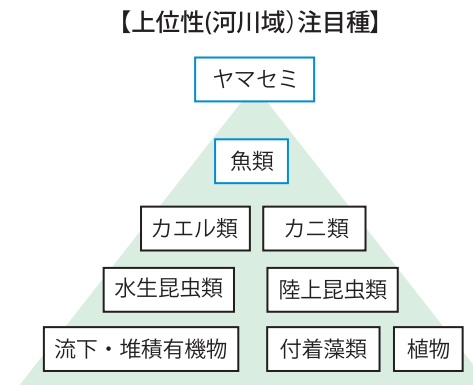 【上位性(河川域)注目種】
ヤマセミ
魚類
カエル類
カニ類
水生昆虫類
陸上昆虫類
流下・堆積有機物
付着藻類
植物